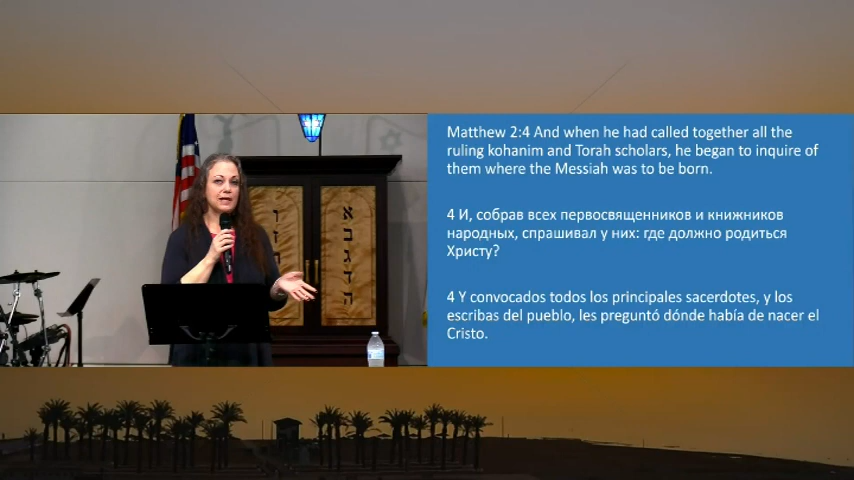 Matthew 2:4 And when he had called together all the
ruling kohanim and Torah scholars, he began to inquire of
them where the Messiah was to be born.
4 И, собрав всех первосвященников и книжников
народных, спрашивал у них: где должно родиться
Христу?
4 Y convocados todos los principales sacerdotes, y los
escribas del pueblo, les preguntó dónde había de nacer el
Cristo.
ו
ז
א
ב
ג
ד
ה